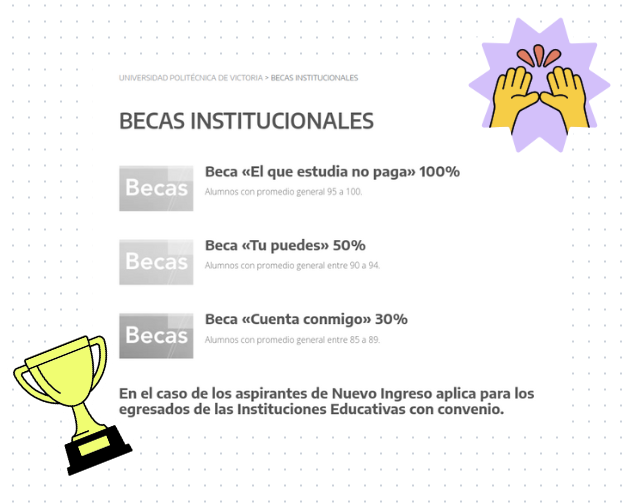 UNIVERSIDAD POLITÉCNICA DE VICTORIA > BECAS INSTITUCIONALES
BECAS INSTITUCIONALES
Becas
Beca «El que estudia no paga» 100%
Alumnos con promedio general 95 a 100.
Becas
Beca «Tu puedes» 50%
Alumnos con promedio general entre 90 a 94.
Becas
Beca «Cuenta conmigo» 30%
Alumnos con promedio general entre 85 a 89.
En el caso de los aspirantes de Nuevo Ingreso aplica para los
egresados de las Instituciones Educativas con convenio.